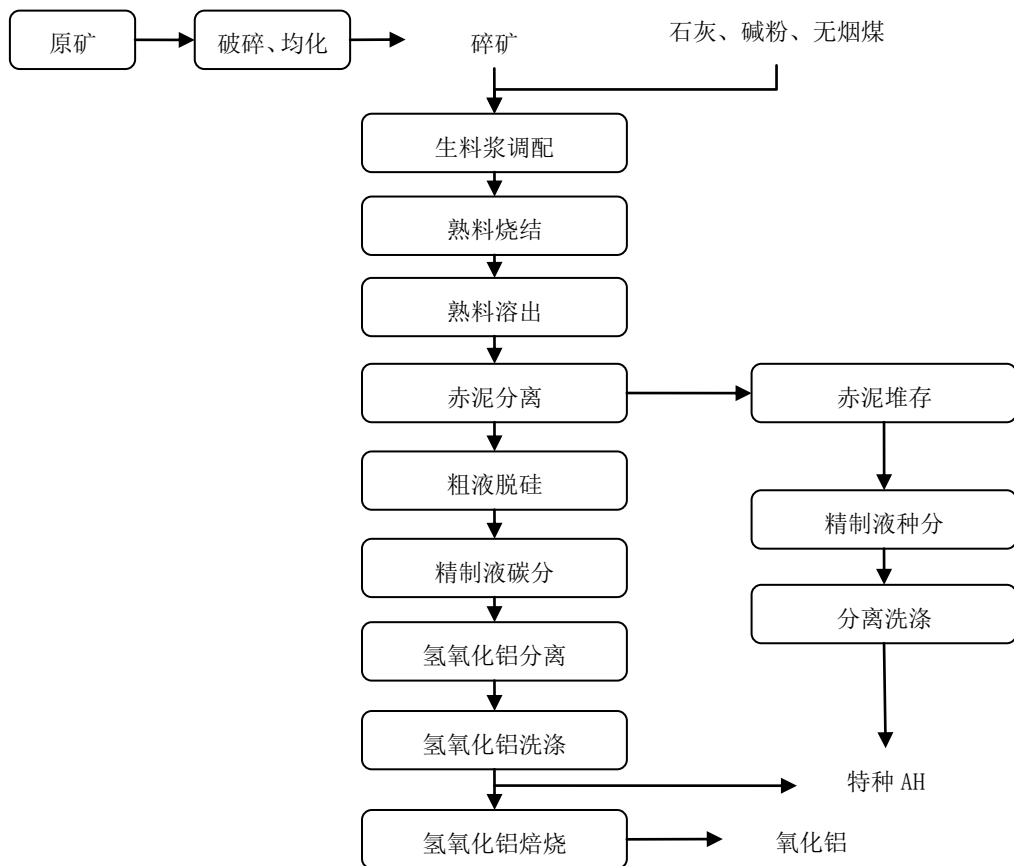 原矿
破碎、均化
碎矿
石灰、碱粉、无烟煤
生料浆调配
熟料烧结
熟料溶出
赤泥分离
赤泥堆存
粗液脱硅
精制液种分
精制液碳分
分离洗涤
氢氧化铝分离
氢氧化铝洗涤
特种 AH
氢氧化铝焙烧
氧化铝